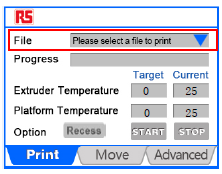 RS
File Please select a file to print
Progress
Target Current
Extruder Temperature 0 25
Platform Temperature 0 25
Option Recess START STOP
Print Move Advanced